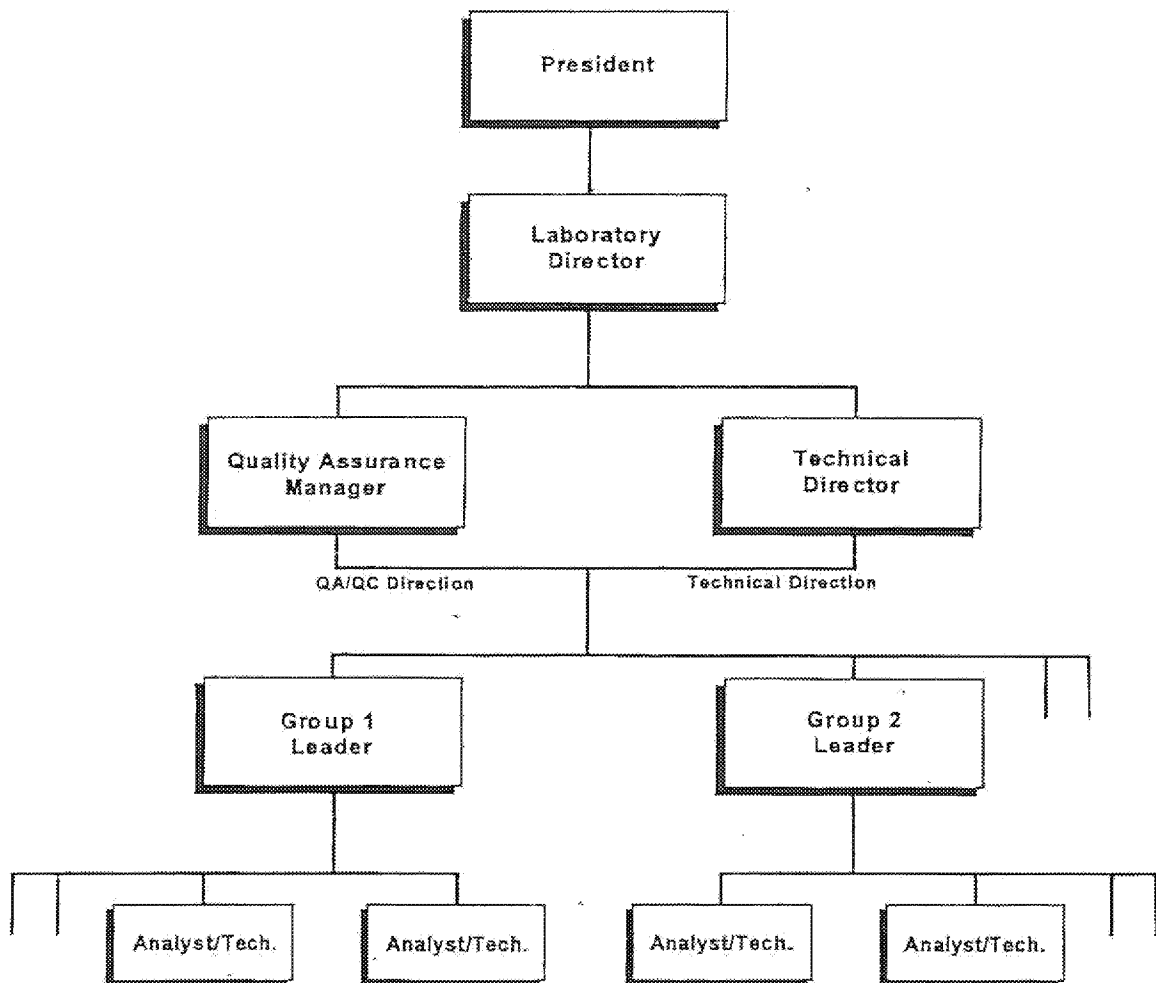 President
Laboratory
Director
Quality Assurance
Manager
Technical
Director
QA/QC Direction
Technical Direction
Group 1
Leader
Group 2
Leader
Analyst/Tech.
Analyst/Tech.
Analyst/Tech.
Analyst/Tech.